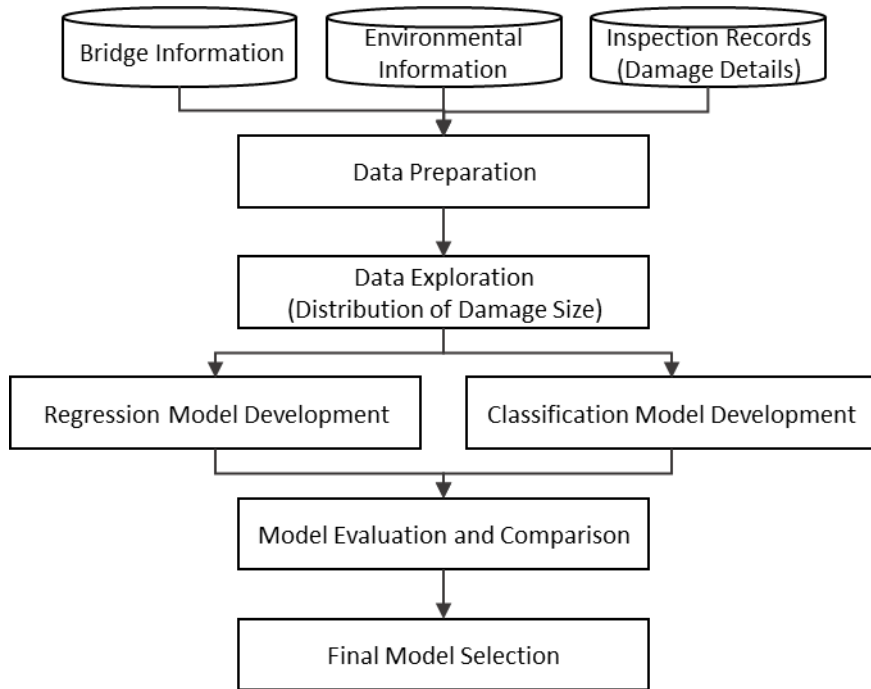 Bridge Information
Environmental
Information
Inspection Records
(Damage Details)
Data Preparation
Data Exploration
(Distribution of Damage Size)
Regression Model Development
Classification Model Development
Model Evaluation and Comparison
Final Model Selection